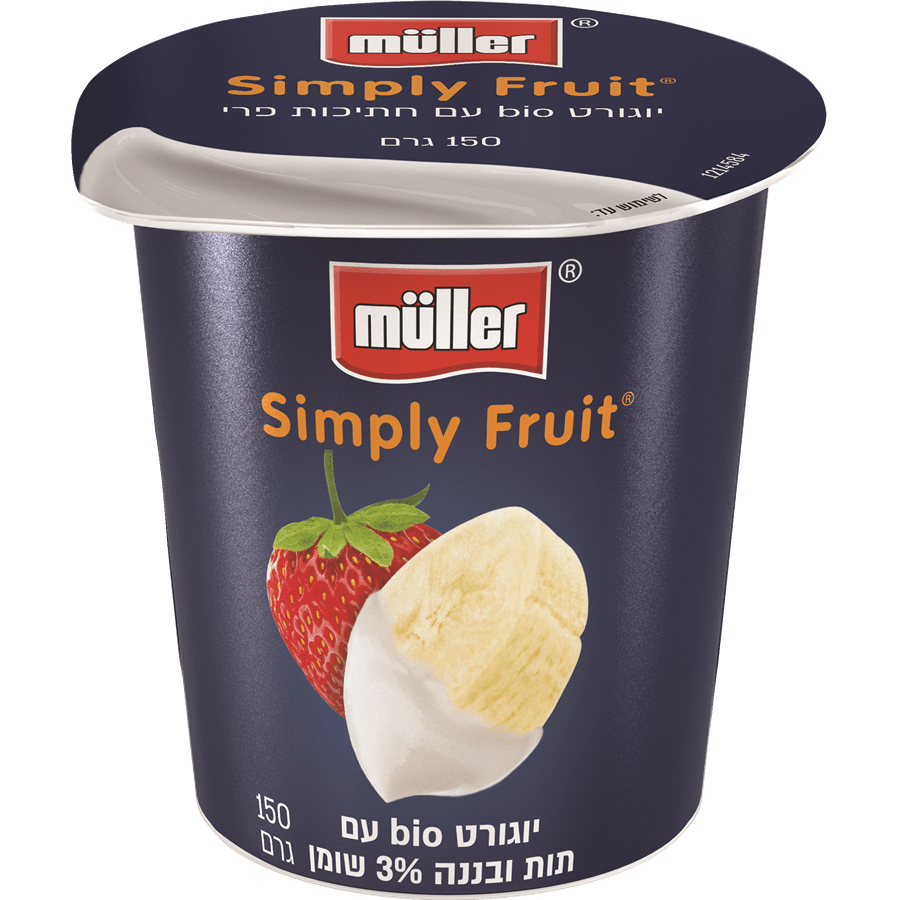 müller®
Simply Fruit®
יוגורט bio עם חתיכות פרי
150 גרם
12114584
לשימוש עד:
müller®
Simply Fruit®
150
גרם
יוגורט bio עם
תות ובננה 3% שומן